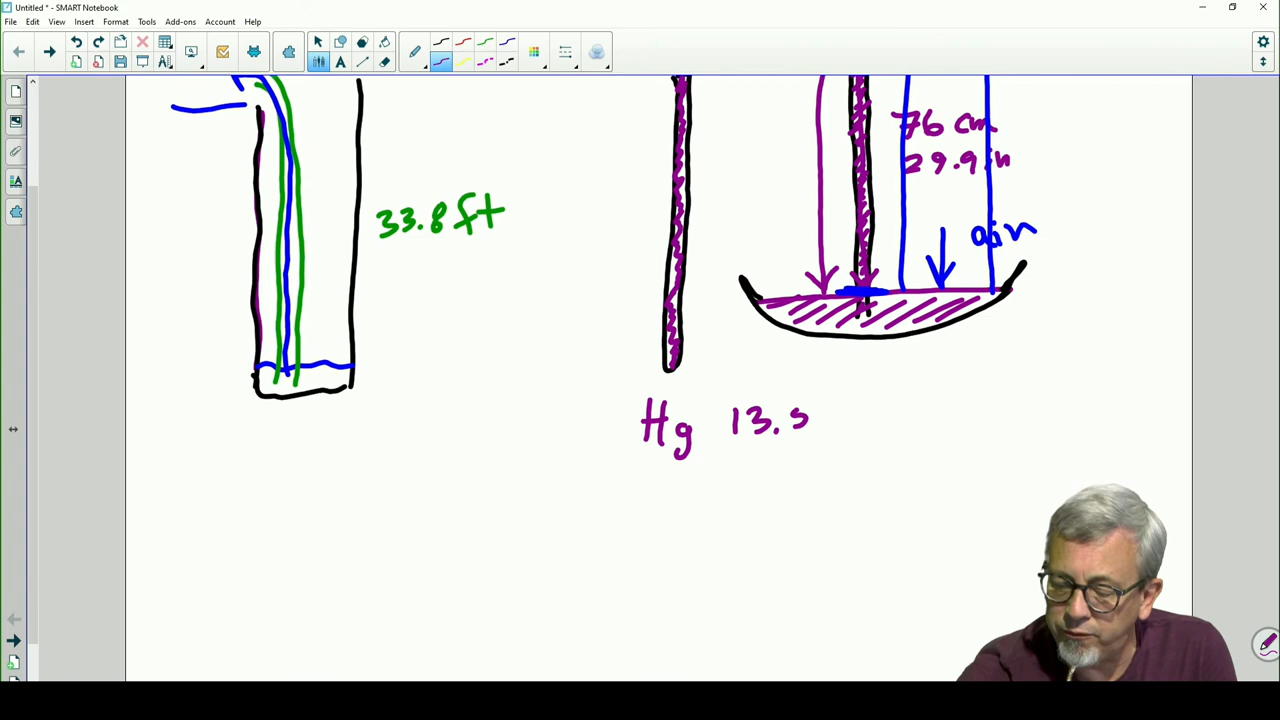 Untitled * - SMART Notebook
File Edit View Insert Format Tools Add-ons Account Help
76 cm
29.9 in
33.8 ft
air
Hg 13.5